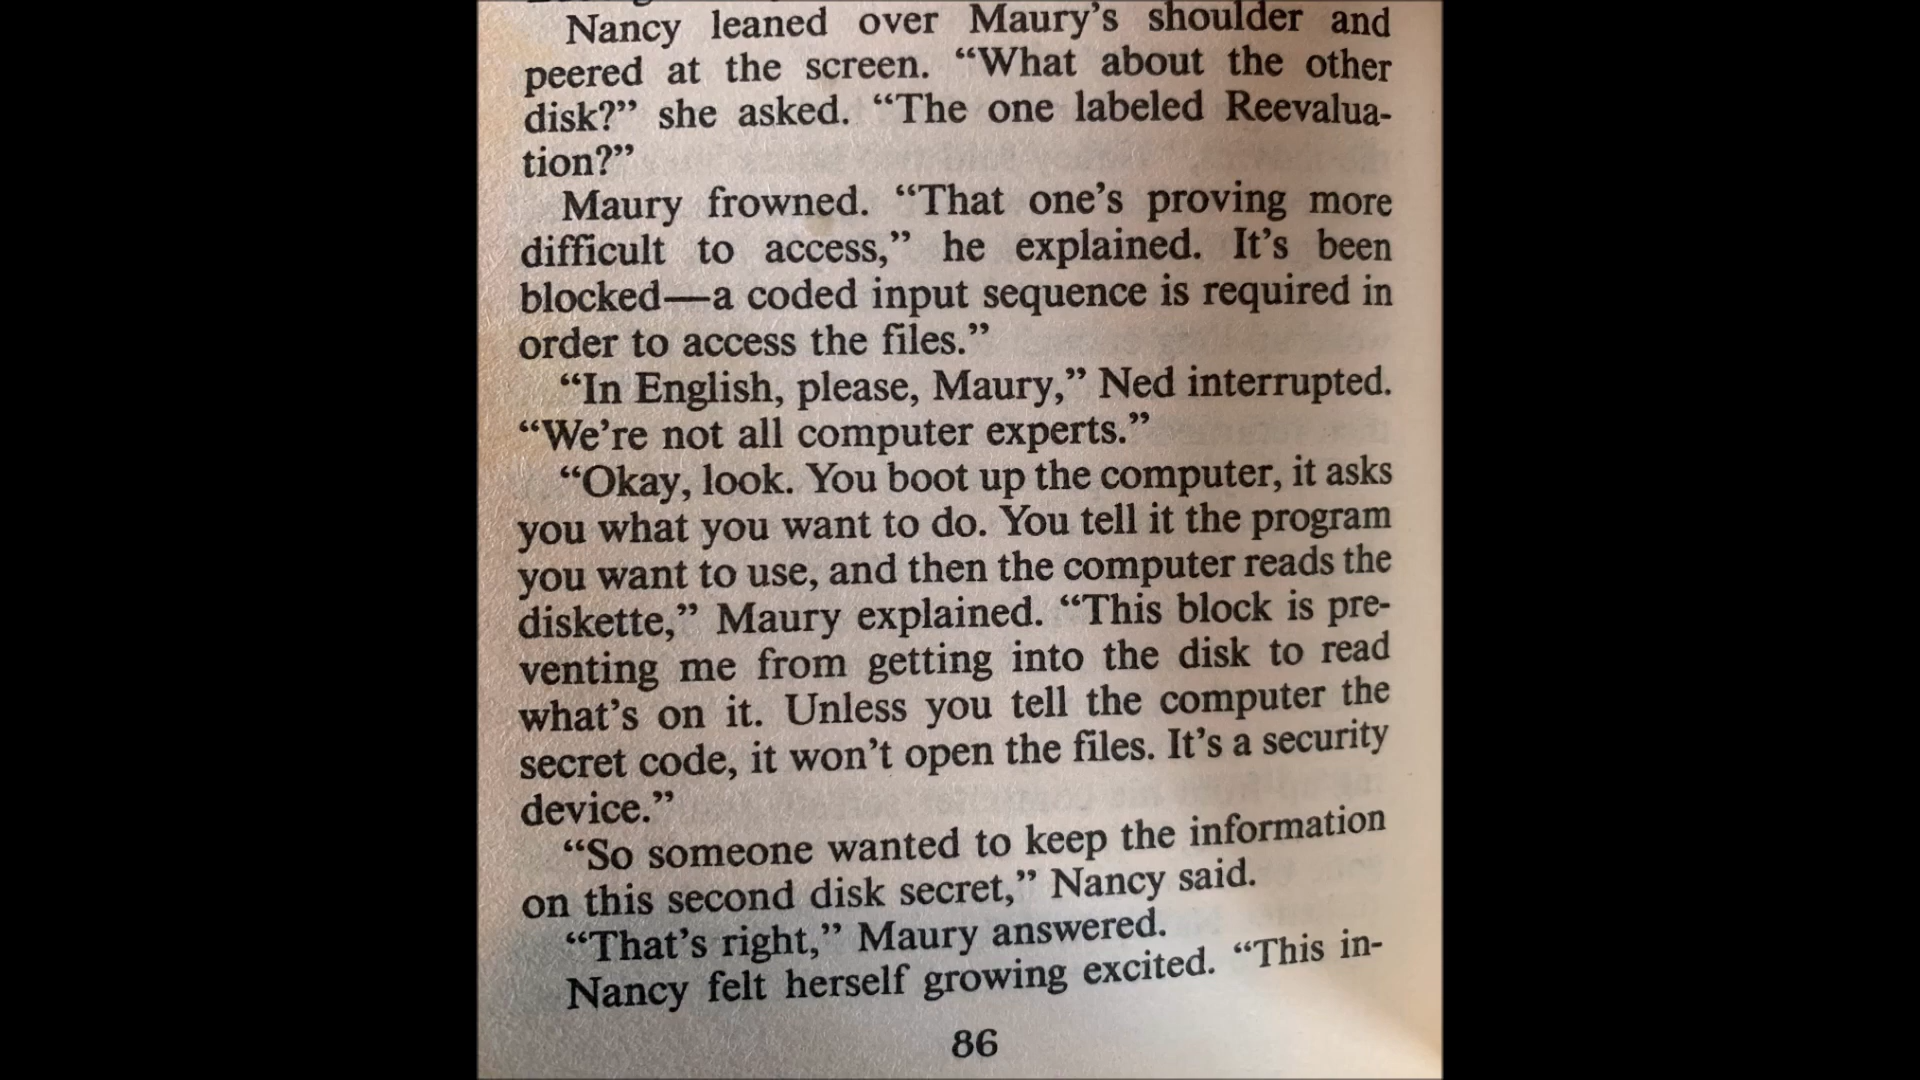 Nancy leaned over Maury's shoulder and
peered at the screen. “What about the other
disk?” she asked. “The one labeled Reevalua-
tion?”
Maury frowned. “That one's proving more
difficult to access,” he explained. It's been
blocked—a coded input sequence is required in
order to access the files.”
“In English, please, Maury,” Ned interrupted.
“We're not all computer experts.”
“Okay, look. You boot up the computer, it asks
you what you want to do. You tell it the program
you want to use, and then the computer reads the
diskette,” Maury explained. “This block is pre-
venting me from getting into the disk to read
what's on it. Unless you tell the computer the
secret code, it won't open the files. It's a security
device.”
“So someone wanted to keep the information
on this second disk secret,” Nancy said.
“That's right,” Maury answered.
Nancy felt herself growing excited. “This in-
86